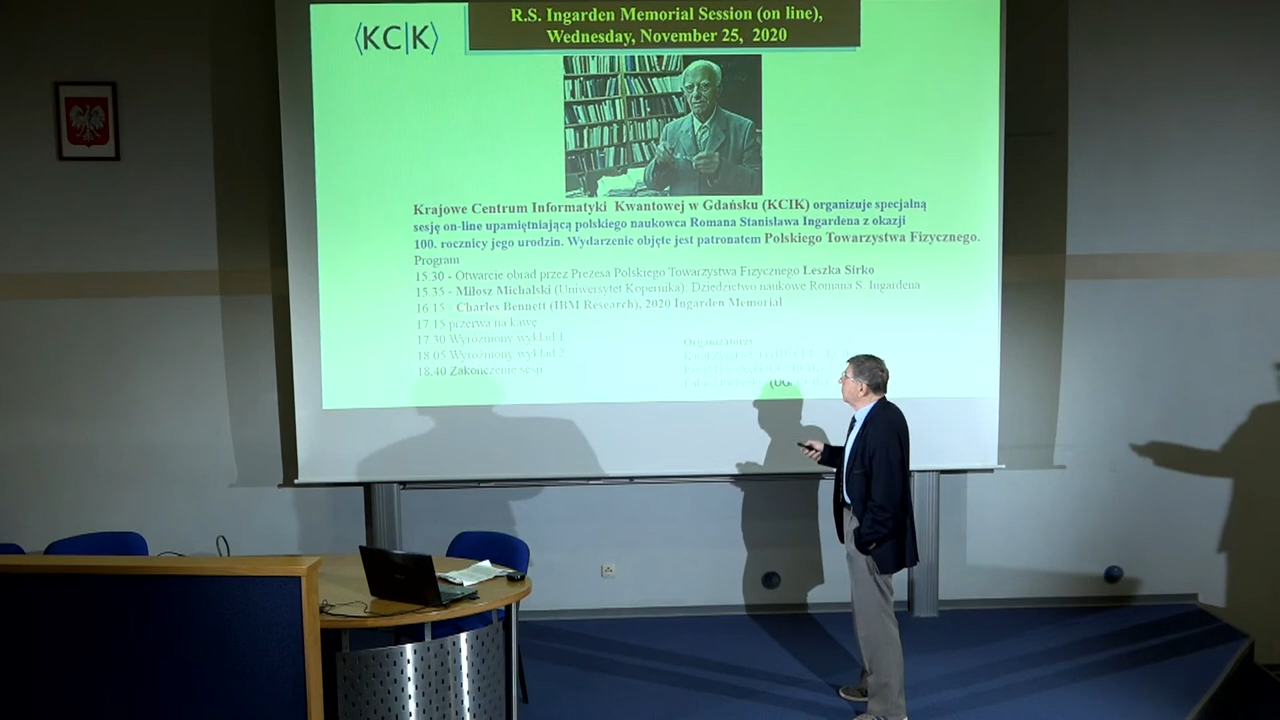 ⟨KC|K⟩
R.S. Ingarden Memorial Session (on line),
Wednesday, November 25, 2020
Krajowe Centrum Informatyki Kwantowej w Gdańsku (KCIK) organizuje specjalną
sesję on-line upamiętniającą polskiego naukowca Romana Stanisława Ingardena z okazji
100. rocznicy jego urodzin. Wydarzenie objęte jest patronatem Polskiego Towarzystwa Fizycznego.
Program
15.30 - Otwarcie obrad przez Prezesa Polskiego Towarzystwa Fizycznego Leszka Sirko
15.35 - Miłosz Michalski (Uniwersytet Kopernika). Dziedzictwo naukowe Romana S. Ingardena
16.15 - Charles Bennett (IBM Research), 2020 Ingarden Memorial
17.15 przerwa na kawę
17.30 Wyróżniony wykład 1
18.05 Wyróżniony wykład 2
18.40 Zakończenie sesji
Organizatorzy